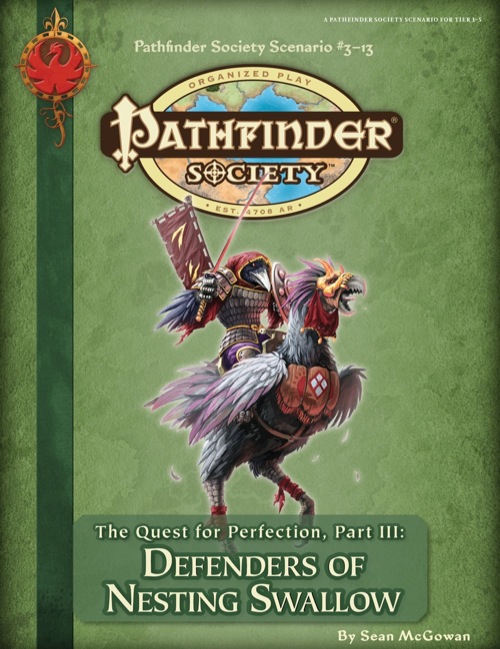 A PATHFINDER SOCIETY SCENARIO FOR TIER 1–5
Pathfinder Society Scenario #3–13
ORGANIZED PLAY
PATHFINDER®
SOCIETY™
• EST. 4708 AR •
The Quest for Perfection, Part III:
DEFENDERS OF
NESTING SWALLOW
By Sean McGowan